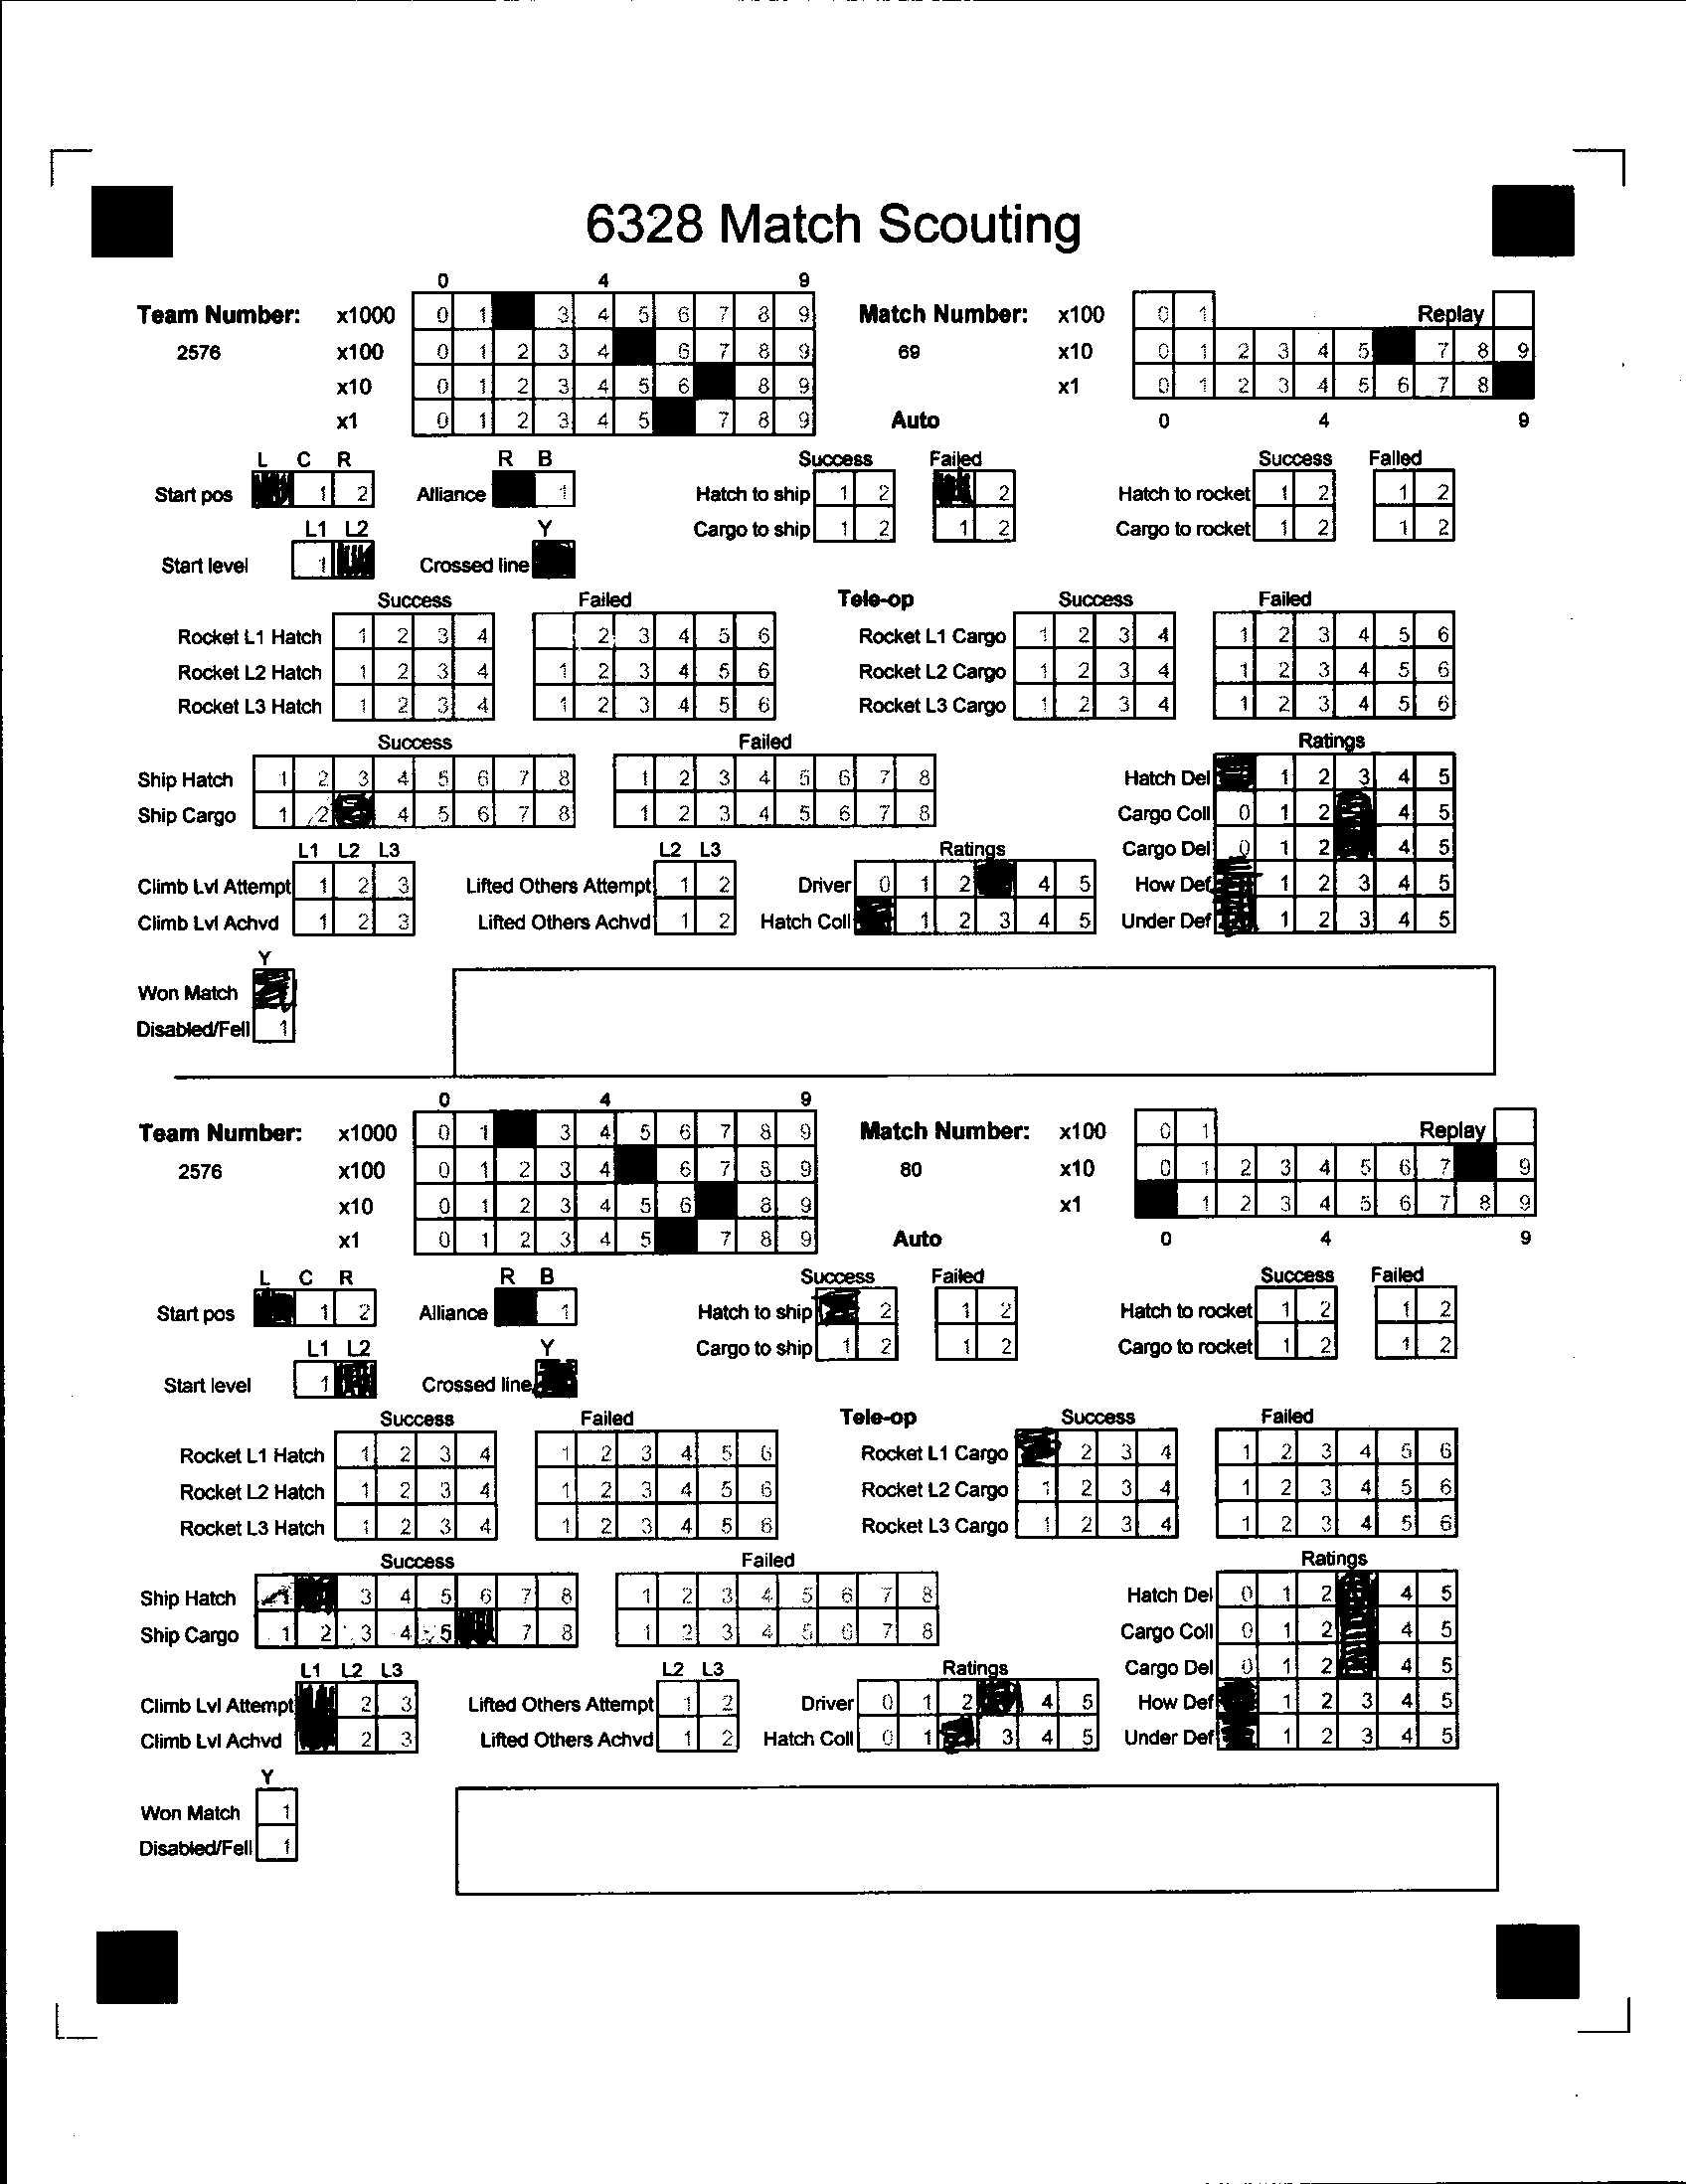 6328 Match Scouting
0 4 9
Team Number: x1000 0 1 3 4 5 6 7 8 9 Match Number: x100 0 1 Replay
2576 x100 0 1 2 3 4 6 7 8 9 69 x10 0 1 2 3 4 5 7 8 9
x10 0 1 2 3 4 5 6 8 9 x1 0 1 2 3 4 5 6 7 8
x1 0 1 2 3 4 5 7 8 9 Auto 0 4 9
L C R R B Success Failed Success Failed
Start pos 1 2 Alliance 1 Hatch to ship 1 2 2 Hatch to rocket 1 2 1 2
L1 L2 Y Cargo to ship 1 2 1 2 Cargo to rocket 1 2 1 2
Start level 1 Crossed line
Success Failed Tele-op Success Failed
Rocket L1 Hatch 1 2 3 4 2 3 4 5 6 Rocket L1 Cargo 1 2 3 4 1 2 3 4 5 6
Rocket L2 Hatch 1 2 3 4 1 2 3 4 5 6 Rocket L2 Cargo 1 2 3 4 1 2 3 4 5 6
Rocket L3 Hatch 1 2 3 4 1 2 3 4 5 6 Rocket L3 Cargo 1 2 3 4 1 2 3 4 5 6
Success Failed Ratings
Ship Hatch 1 2 3 4 5 6 7 8 1 2 3 4 5 6 7 8 Hatch Del 1 2 3 4 5
Ship Cargo 1 2 4 5 6 7 8 1 2 3 4 5 6 7 8 Cargo Coll 0 1 2 4 5
L1 L2 L3 L2 L3 Ratings Cargo Del 0 1 2 4 5
Climb Lvl Attempt 1 2 3 Lifted Others Attempt 1 2 Driver 0 1 2 4 5 How Def 1 2 3 4 5
Climb Lvl Achvd 1 2 3 Lifted Others Achvd 1 2 Hatch Coll 1 2 3 4 5 Under Def 1 2 3 4 5
Y
Won Match
Disabled/Fell 1
0 4 9
Team Number: x1000 0 1 3 4 5 6 7 8 9 Match Number: x100 0 1 Replay
2576 x100 0 1 2 3 4 6 7 8 9 80 x10 0 1 2 3 4 5 6 7 9
x10 0 1 2 3 4 5 6 8 9 x1 1 2 3 4 5 6 7 8 9
x1 0 1 2 3 4 5 7 8 9 Auto 0 4 9
L C R R B Success Failed Success Failed
Start pos 1 2 Alliance 1 Hatch to ship 2 1 2 Hatch to rocket 1 2 1 2
L1 L2 Y Cargo to ship 1 2 1 2 Cargo to rocket 1 2 1 2
Start level 1 Crossed line
Success Failed Tele-op Success Failed
Rocket L1 Hatch 1 2 3 4 1 2 3 4 5 6 Rocket L1 Cargo 2 3 4 1 2 3 4 5 6
Rocket L2 Hatch 1 2 3 4 1 2 3 4 5 6 Rocket L2 Cargo 1 2 3 4 1 2 3 4 5 6
Rocket L3 Hatch 1 2 3 4 1 2 3 4 5 6 Rocket L3 Cargo 1 2 3 4 1 2 3 4 5 6
Success Failed Ratings
Ship Hatch 1 3 4 5 6 7 8 1 2 3 4 5 6 7 8 Hatch Del 0 1 2 4 5
Ship Cargo 1 2 3 4 5 7 8 1 2 3 4 5 6 7 8 Cargo Coll 0 1 2 4 5
L1 L2 L3 L2 L3 Ratings Cargo Del 0 1 2 4 5
Climb Lvl Attempt 2 3 Lifted Others Attempt 1 2 Driver 0 1 2 4 5 How Def 1 2 3 4 5
Climb Lvl Achvd 2 3 Lifted Others Achvd 1 2 Hatch Coll 0 1 3 4 5 Under Def 1 2 3 4 5
Y
Won Match 1
Disabled/Fell 1